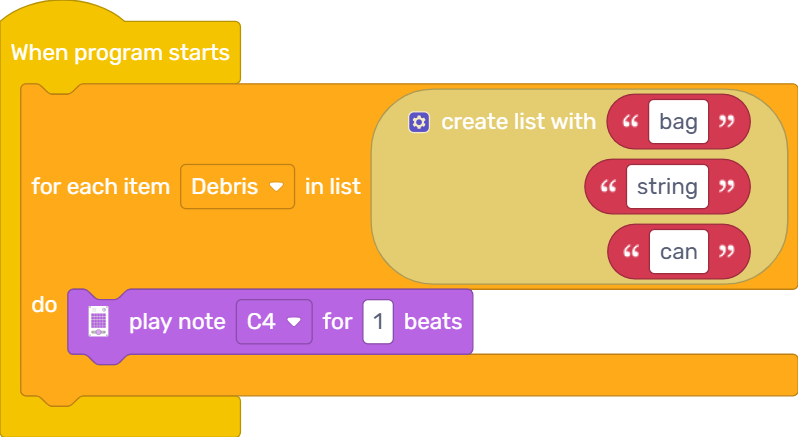 When program starts
for each item Debris in list create list with “ bag ”
“ string ”
“ can ”
do play note C4 for 1 beats